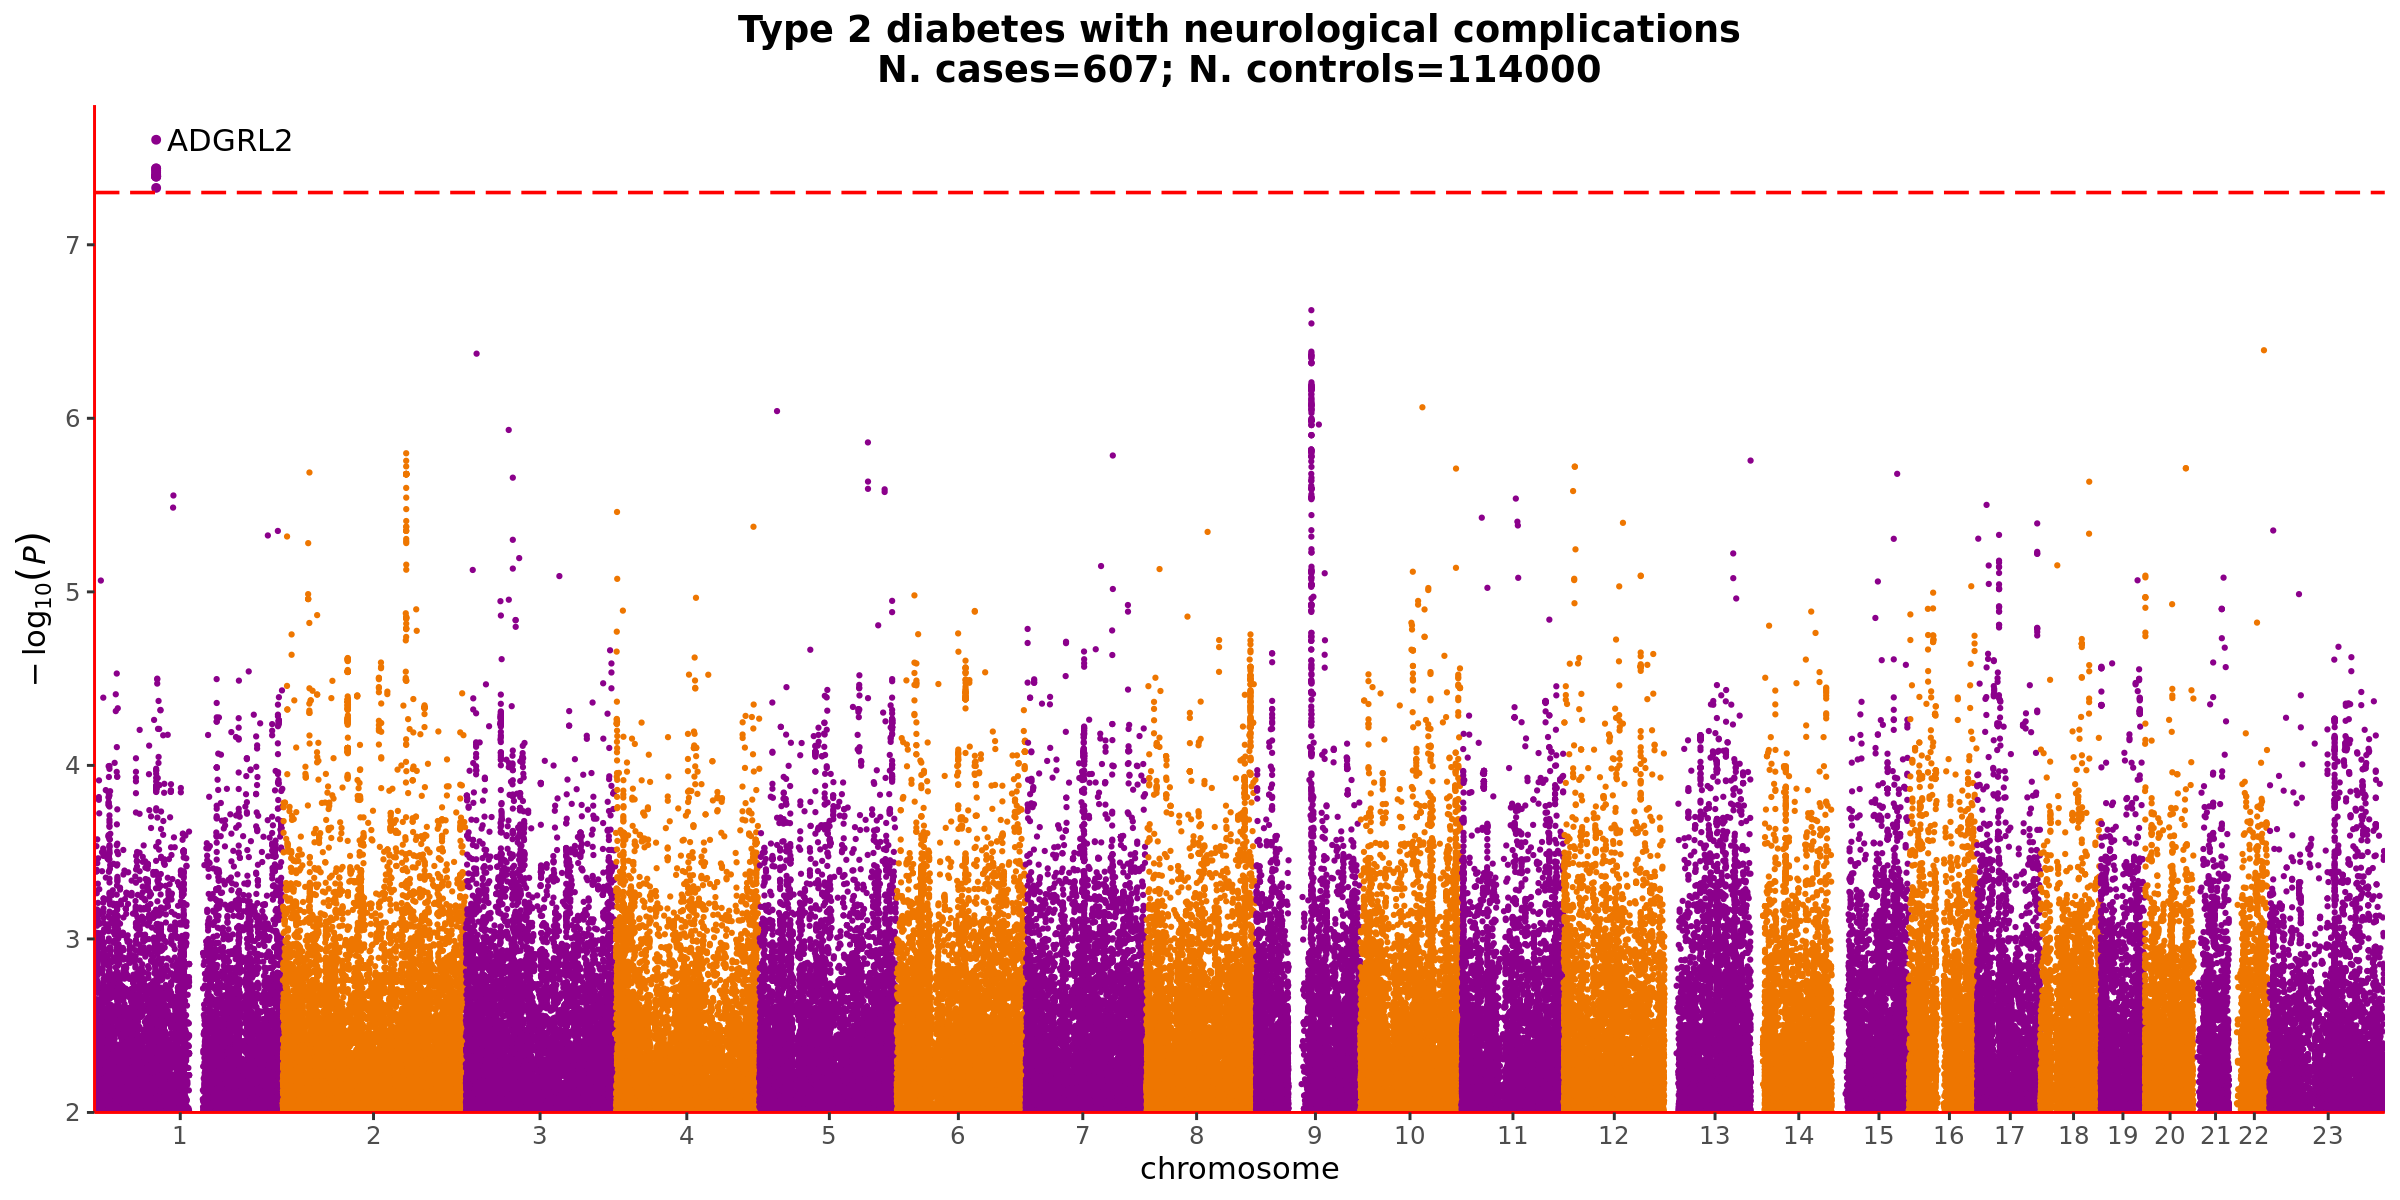 Type 2 diabetes with neurological complications
N. cases=607; N. controls=114000
ADGRL2
7
6
5
4
3
2
−log10(P)
1 2 3 4 5 6 7 8 9 10 11 12 13 14 15 16 17 18 19 20 21 22 23
chromosome